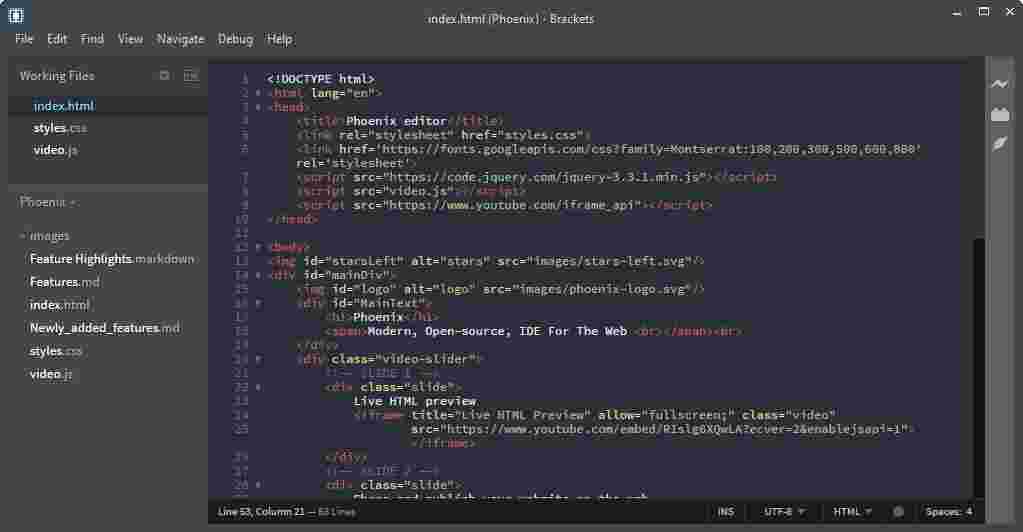 index.html (Phoenix) - Brackets
File Edit Find View Navigate Debug Help
Working Files
index.html
styles.css
video.js
Phoenix
images
Feature Highlights.markdown
Features.md
index.html
Newly_added_features.md
styles.css
video.js
1 <!DOCTYPE html>
2 <html lang="en">
3 <head>
4 <title>Phoenix editor</title>
5 <link rel="stylesheet" href="styles.css">
6 <link href='https://fonts.googleapis.com/css?family=Montserrat:100,200,300,500,600,800'
rel='stylesheet'>
7 <script src="https://code.jquery.com/jquery-3.3.1.min.js"></script>
8 <script src="video.js"></script>
9 <script src="https://www.youtube.com/iframe_api"></script>
10 </head>
11
12 <body>
13 <img id="starsLeft" alt="stars" src="images/stars-left.svg"/>
14 <div id="mainDiv">
15 <img id="logo" alt="logo" src="images/phoenix-logo.svg"/>
16 <div id="MainText">
17 <h1>Phoenix</h1>
18 <span>Modern, Open-source, IDE For The Web <br></span><br>
19 </div>
20 <div class="video-slider">
21 <!-- SLIDE 1 -->
22 <div class="slide">
23 Live HTML preview
24 <iframe title="Live HTML Preview" allow="fullscreen;" class="video"
25 src="https://www.youtube.com/embed/RIslg6XQwLA?ecver=2&enablejsapi=1">
</iframe>
26 </div>
27 <!-- SLIDE 2 -->
28 <div class="slide">
Line 53, Column 21 — 63 Lines
INS UTF-8 HTML Spaces: 4